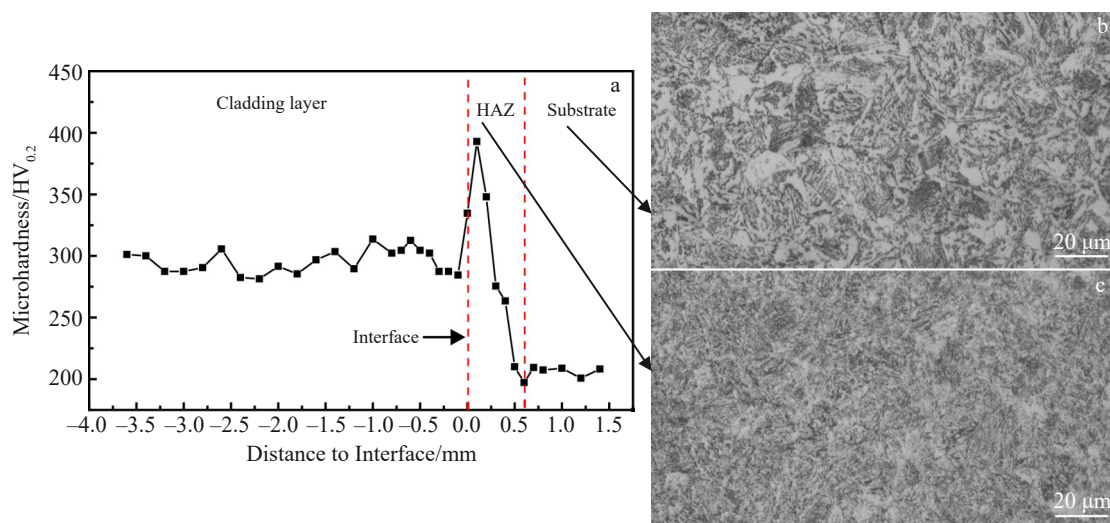 a
Cladding layer
HAZ
Substrate
Interface
Microhardness/HV0.2
450
400
350
300
250
200
–4.0 –3.5 –3.0 –2.5 –2.0 –1.5 –1.0 –0.5 0.0 0.5 1.0 1.5
Distance to Interface/mm
b
20 μm
c
20 μm